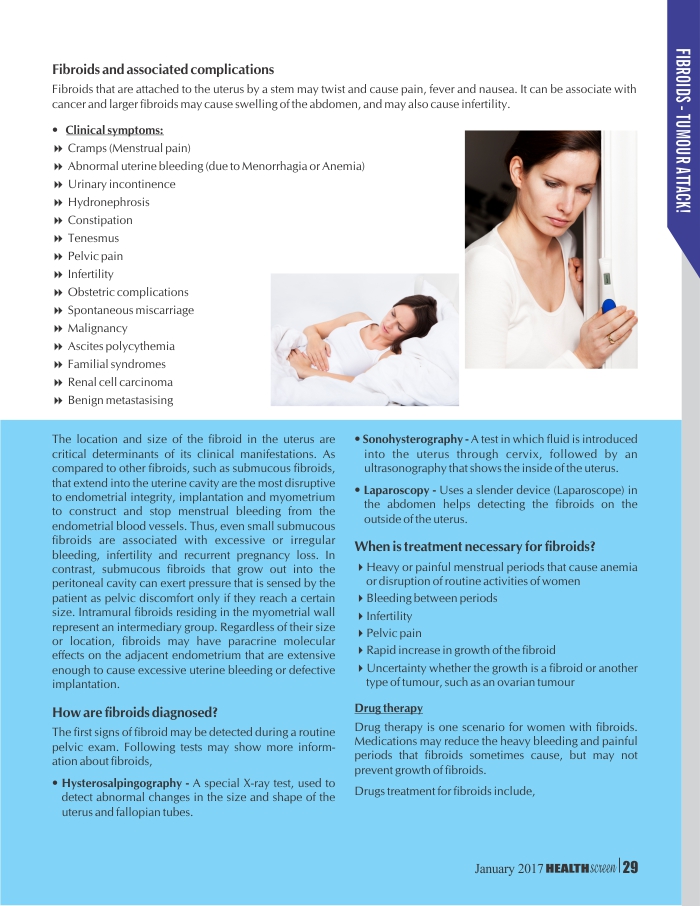 Fibroids and associated complications
Fibroids that are attached to the uterus by a stem may twist and cause pain, fever and nausea. It can be associate with
cancer and larger fibroids may cause swelling of the abdomen, and may also cause infertility.
• Clinical symptoms:
Cramps (Menstrual pain)
Abnormal uterine bleeding (due to Menorrhagia or Anemia)
Urinary incontinence
Hydronephrosis
Constipation
Tenesmus
Pelvic pain
Infertility
Obstetric complications
Spontaneous miscarriage
Malignancy
Ascites polycythemia
Familial syndromes
Renal cell carcinoma
Benign metastasising
FIBROIDS - TUMOUR ATTACK!
The location and size of the fibroid in the uterus are
critical determinants of its clinical manifestations. As
compared to other fibroids, such as submucous fibroids,
that extend into the uterine cavity are the most disruptive
to endometrial integrity, implantation and myometrium
to construct and stop menstrual bleeding from the
endometrial blood vessels. Thus, even small submucous
fibroids are associated with excessive or irregular
bleeding, infertility and recurrent pregnancy loss. In
contrast, submucous fibroids that grow out into the
peritoneal cavity can exert pressure that is sensed by the
patient as pelvic discomfort only if they reach a certain
size. Intramural fibroids residing in the myometrial wall
represent an intermediary group. Regardless of their size
or location, fibroids may have paracrine molecular
effects on the adjacent endometrium that are extensive
enough to cause excessive uterine bleeding or defective
implantation.
How are fibroids diagnosed?
The first signs of fibroid may be detected during a routine
pelvic exam. Following tests may show more inform-
ation about fibroids,
• Hysterosalpingography - A special X-ray test, used to
detect abnormal changes in the size and shape of the
uterus and fallopian tubes.
• Sonohysterography - A test in which fluid is introduced
into the uterus through cervix, followed by an
ultrasonography that shows the inside of the uterus.
• Laparoscopy - Uses a slender device (Laparoscope) in
the abdomen helps detecting the fibroids on the
outside of the uterus.
When is treatment necessary for fibroids?
Heavy or painful menstrual periods that cause anemia
or disruption of routine activities of women
Bleeding between periods
Infertility
Pelvic pain
Rapid increase in growth of the fibroid
Uncertainty whether the growth is a fibroid or another
type of tumour, such as an ovarian tumour
Drug therapy
Drug therapy is one scenario for women with fibroids.
Medications may reduce the heavy bleeding and painful
periods that fibroids sometimes cause, but may not
prevent growth of fibroids.
Drugs treatment for fibroids include,
January 2017 HEALTHscreen | 29